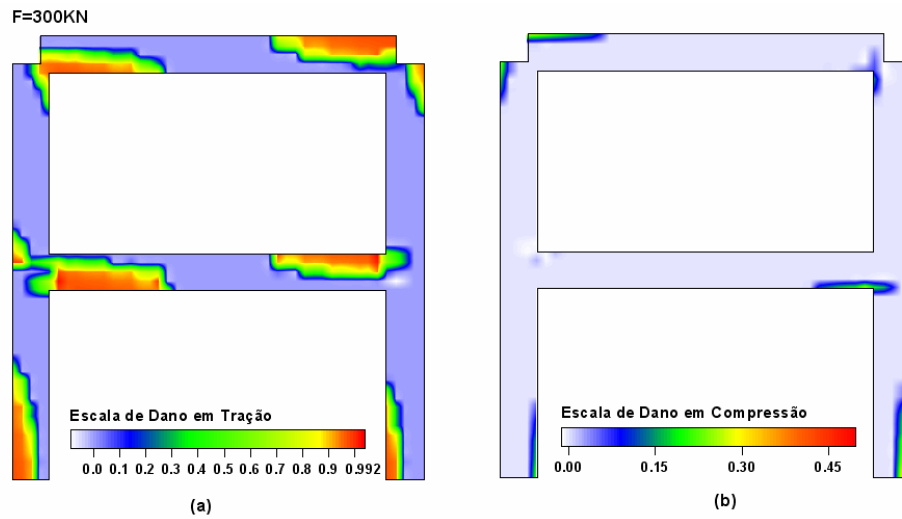 F=300KN
Escala de Dano em Tração
0.0 0.1 0.2 0.3 0.4 0.5 0.6 0.7 0.8 0.9 0.992
(a)
Escala de Dano em Compressão
0.00 0.15 0.30 0.45
(b)